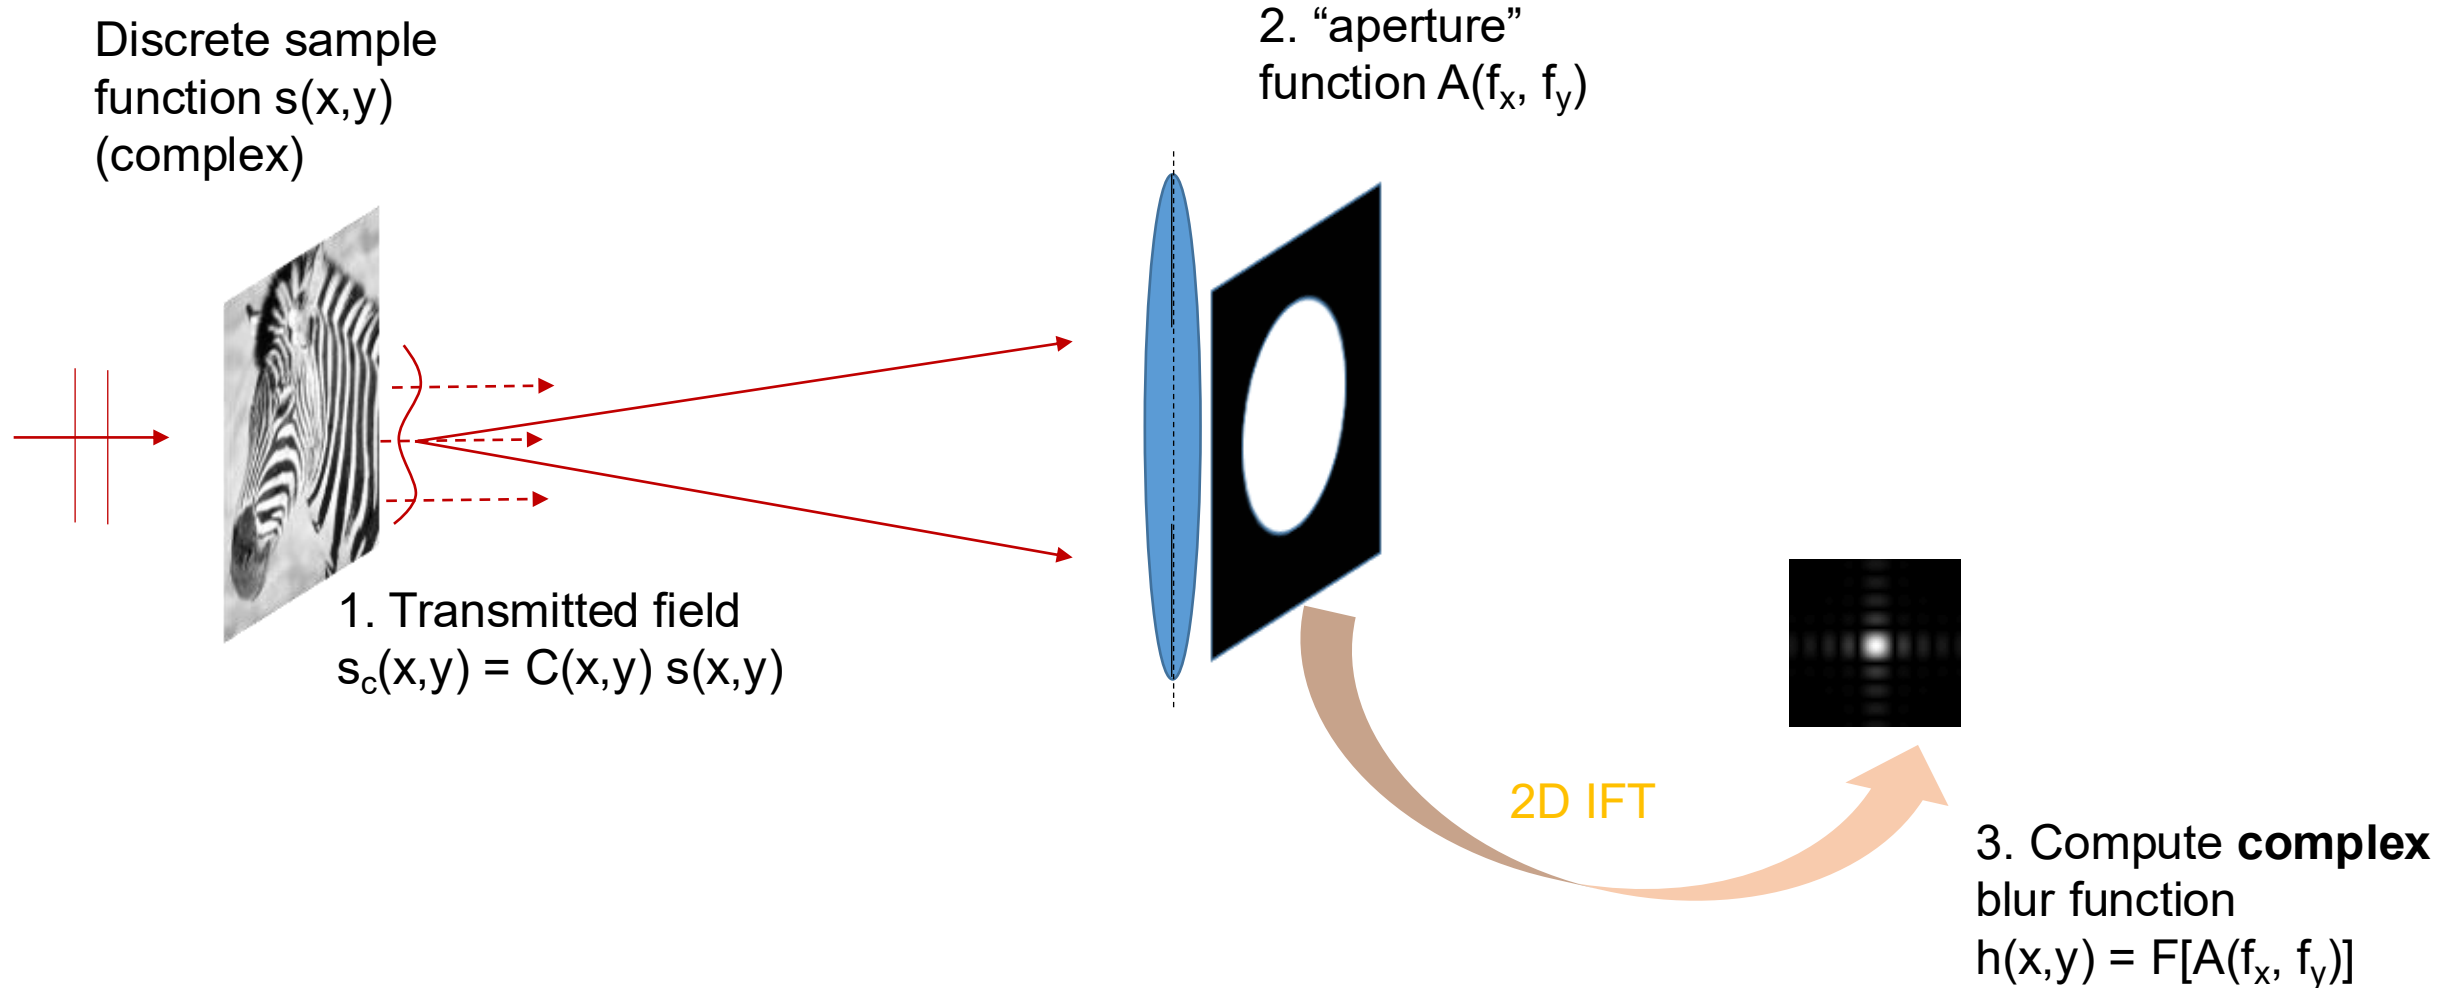 Discrete sample
function s(x,y)
(complex)
2. “aperture”
function A(fx, fy)
1. Transmitted field
sc(x,y) = C(x,y) s(x,y)
2D IFT
3. Compute complex
blur function
h(x,y) = F[A(fx, fy)]